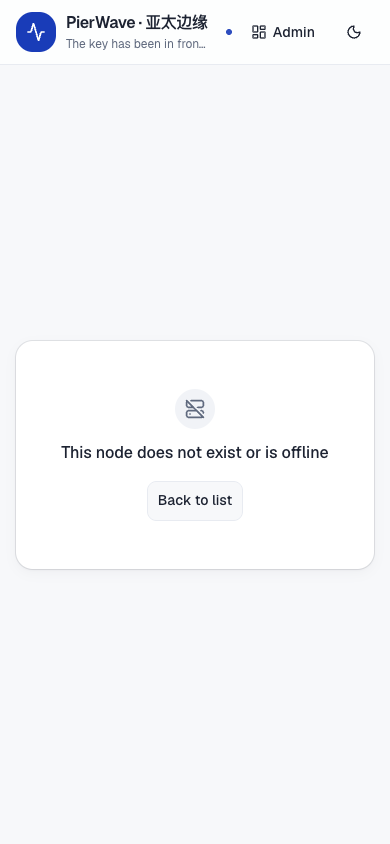 PierWave · 亚太边缘
The key has been in fron...
Admin
This node does not exist or is offline
Back to list